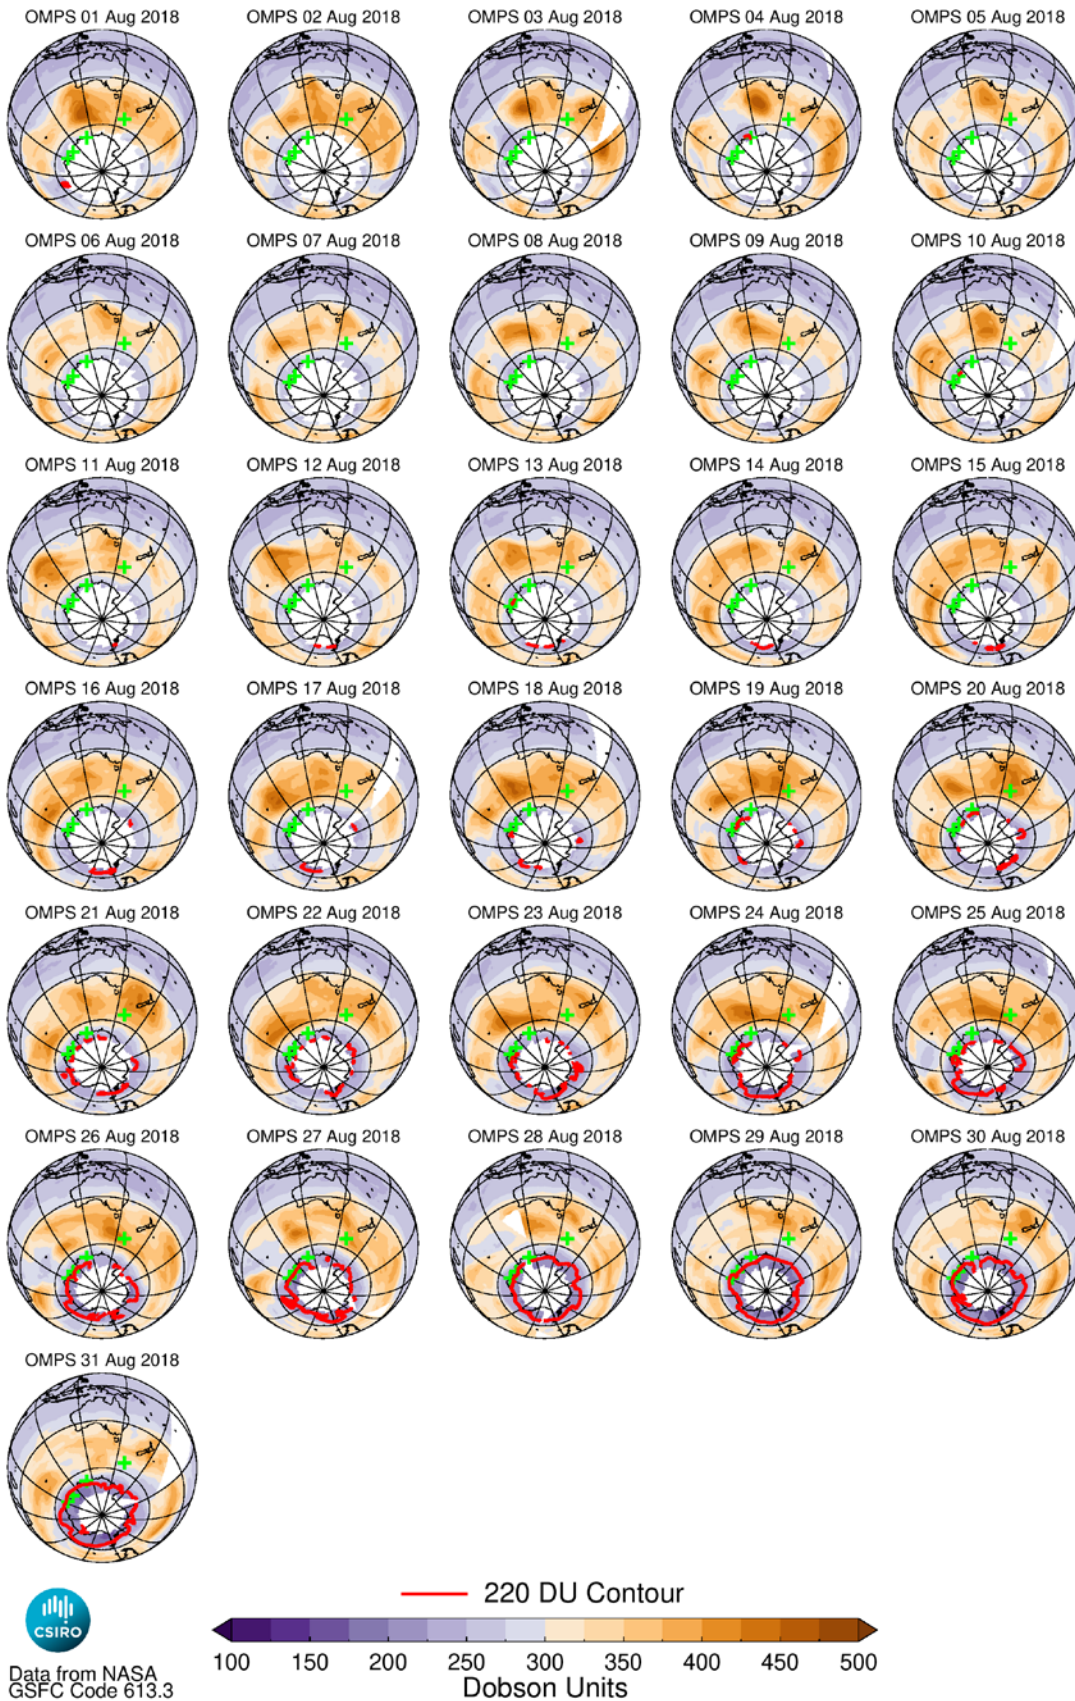 OMPS 01 Aug 2018
OMPS 02 Aug 2018
OMPS 03 Aug 2018
OMPS 04 Aug 2018
OMPS 05 Aug 2018
OMPS 06 Aug 2018
OMPS 07 Aug 2018
OMPS 08 Aug 2018
OMPS 09 Aug 2018
OMPS 10 Aug 2018
OMPS 11 Aug 2018
OMPS 12 Aug 2018
OMPS 13 Aug 2018
OMPS 14 Aug 2018
OMPS 15 Aug 2018
OMPS 16 Aug 2018
OMPS 17 Aug 2018
OMPS 18 Aug 2018
OMPS 19 Aug 2018
OMPS 20 Aug 2018
OMPS 21 Aug 2018
OMPS 22 Aug 2018
OMPS 23 Aug 2018
OMPS 24 Aug 2018
OMPS 25 Aug 2018
OMPS 26 Aug 2018
OMPS 27 Aug 2018
OMPS 28 Aug 2018
OMPS 29 Aug 2018
OMPS 30 Aug 2018
OMPS 31 Aug 2018
220 DU Contour
CSIRO
100 150 200 250 300 350 400 450 500
Dobson Units
Data from NASA
GSFC Code 613.3